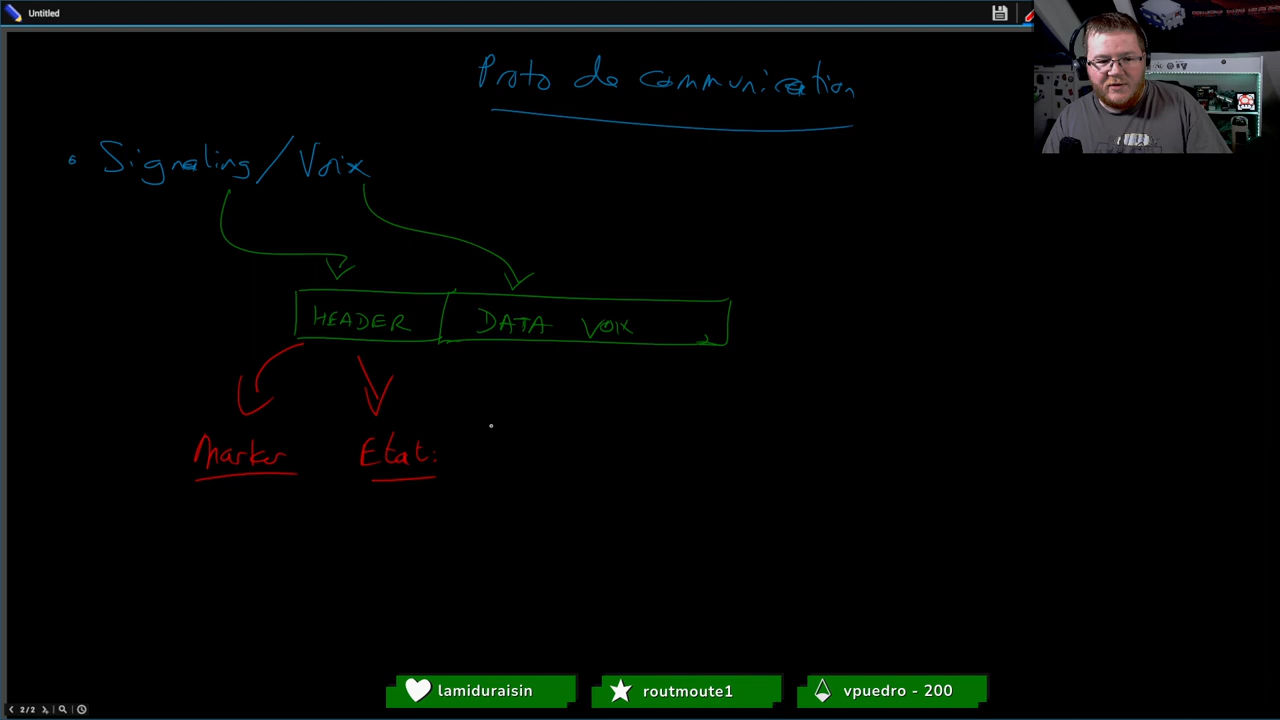 Untitled
Proto de communication
Signaling / Voix
HEADER DATA VOIX
Marker Etat:
2/2
lamiduraisin routmoute1 vpuedro - 200